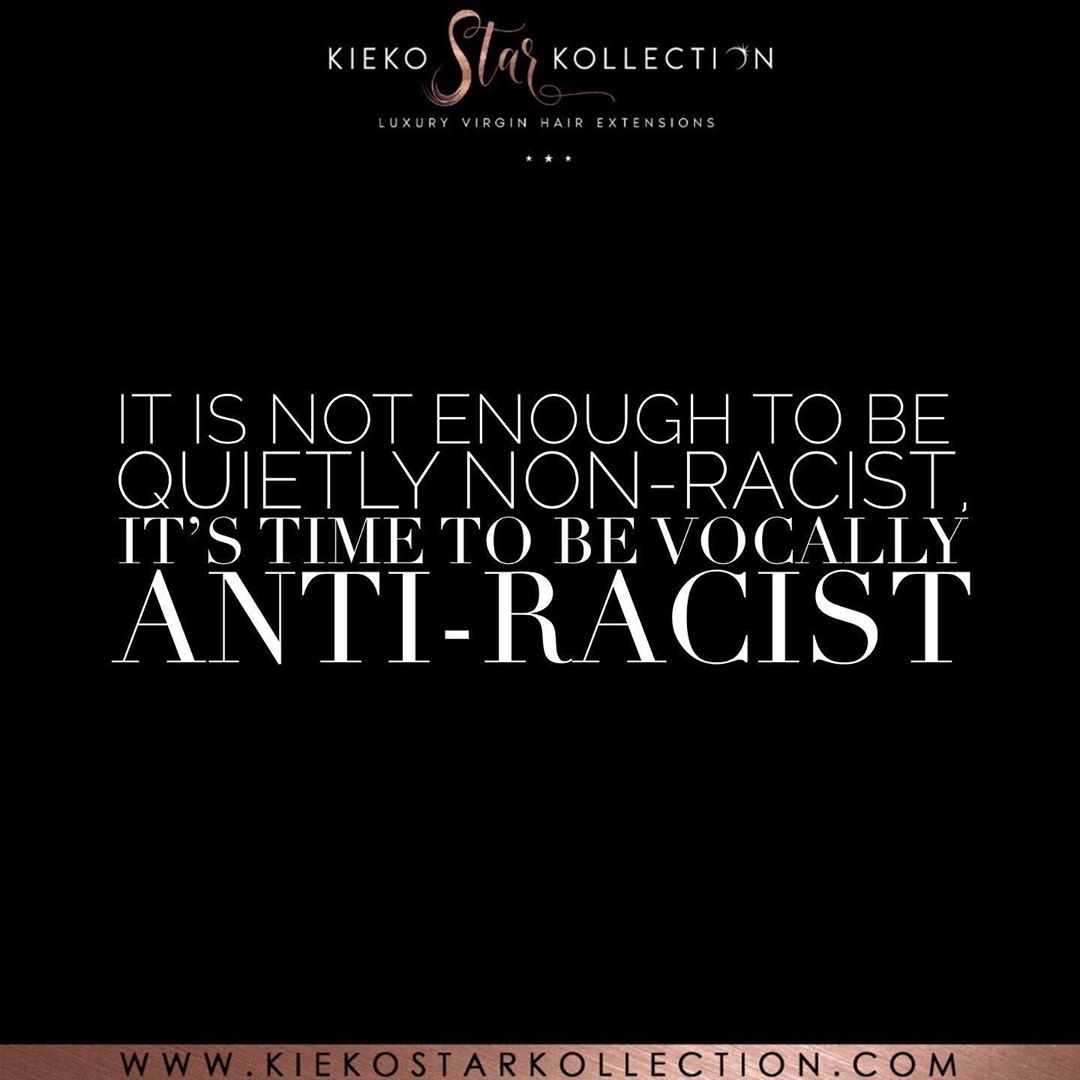 KIEKO Star KOLLECTION
LUXURY VIRGIN HAIR EXTENSIONS
IT IS NOT ENOUGH TO BE
QUIETLY NON-RACIST,
IT'S TIME TO BE VOCALLY
ANTI-RACIST
WWW.KIEKOSTARKOLLECTION.COM